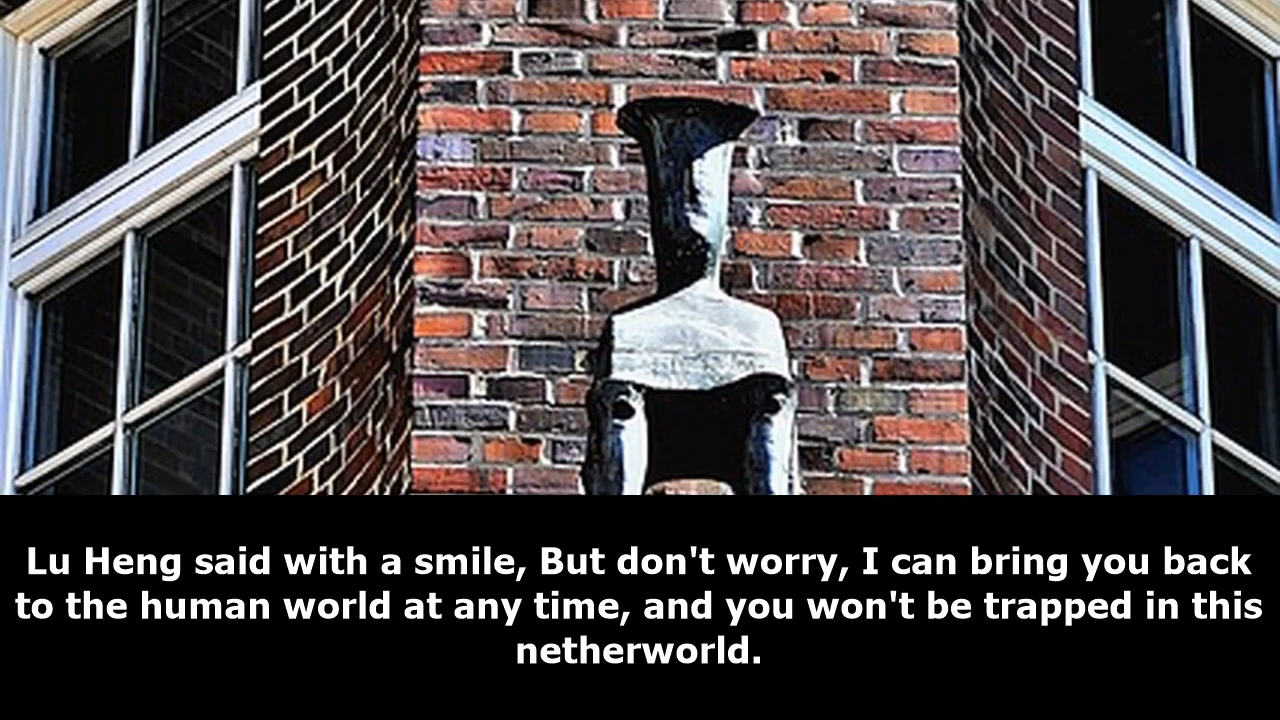 Lu Heng said with a smile, But don't worry, I can bring you back
to the human world at any time, and you won't be trapped in this
netherworld.